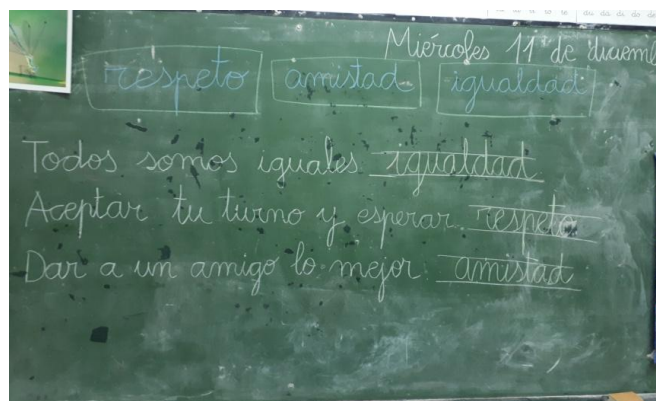 Miércoles 11 de diciemb
respeto amistad igualdad
Todos somos iguales igualdad
Aceptar tu turno y esperar respeto
Dar a un amigo lo mejor amistad